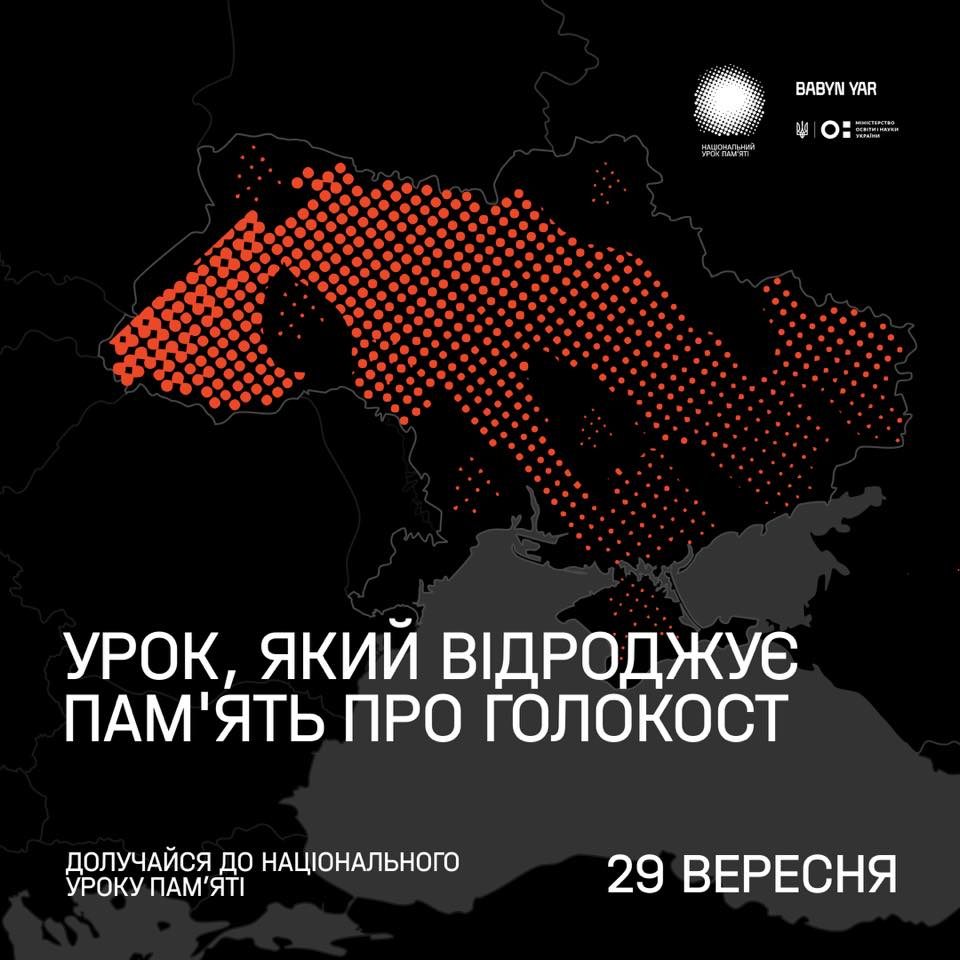 BABYN YAR
МІНІСТЕРСТВО
ОСВІТИ І НАУКИ
УКРАЇНИ
НАЦІОНАЛЬНИЙ
УРОК ПАМ'ЯТІ
УРОК, ЯКИЙ ВІДРОДЖУЄ
ПАМ'ЯТЬ ПРО ГОЛОКОСТ
ДОЛУЧАЙСЯ ДО НАЦІОНАЛЬНОГО
УРОКУ ПАМ’ЯТІ
29 ВЕРЕСНЯ